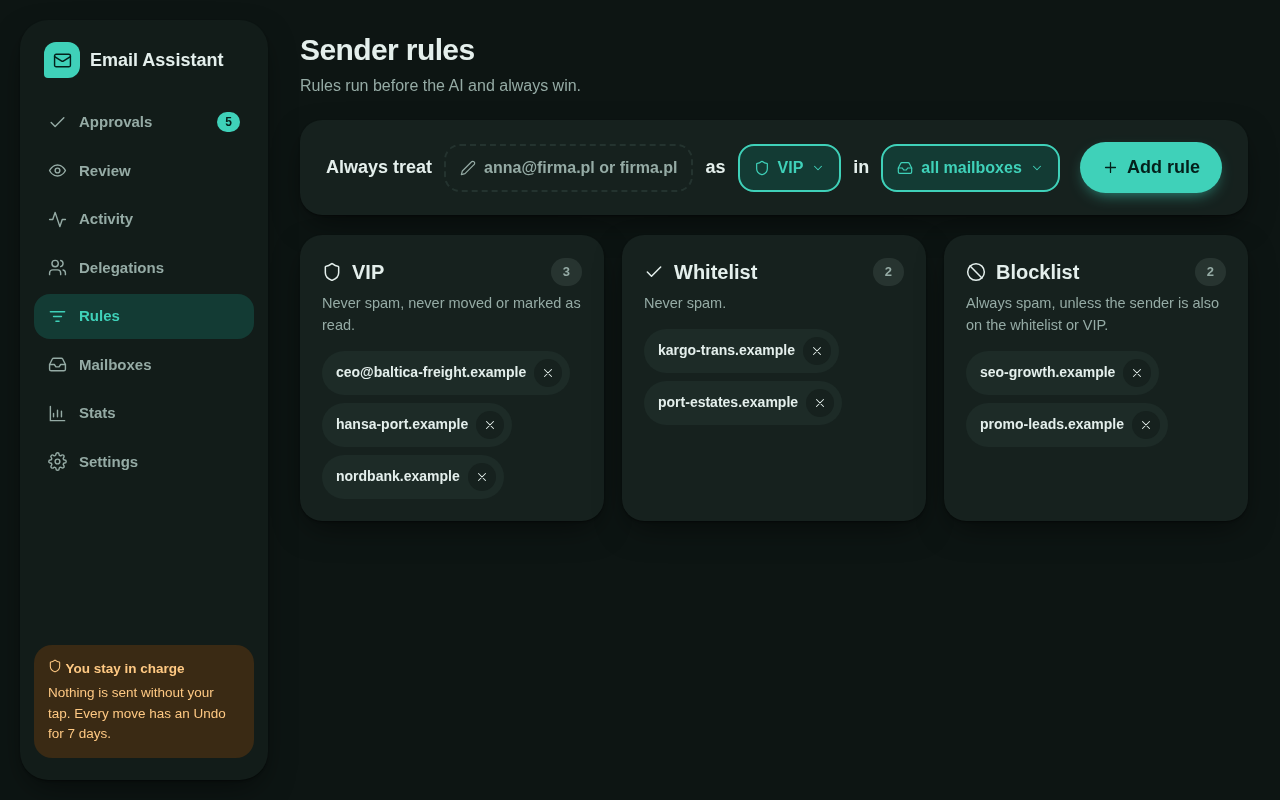 Email Assistant
Approvals 5
Review
Activity
Delegations
Rules
Mailboxes
Stats
Settings
You stay in charge
Nothing is sent without your
tap. Every move has an Undo
for 7 days.
Sender rules
Rules run before the AI and always win.
Always treat anna@firma.pl or firma.pl as VIP in all mailboxes Add rule
VIP 3
Never spam, never moved or marked as
read.
ceo@baltica-freight.example
hansa-port.example
nordbank.example
Whitelist 2
Never spam.
kargo-trans.example
port-estates.example
Blocklist 2
Always spam, unless the sender is also
on the whitelist or VIP.
seo-growth.example
promo-leads.example